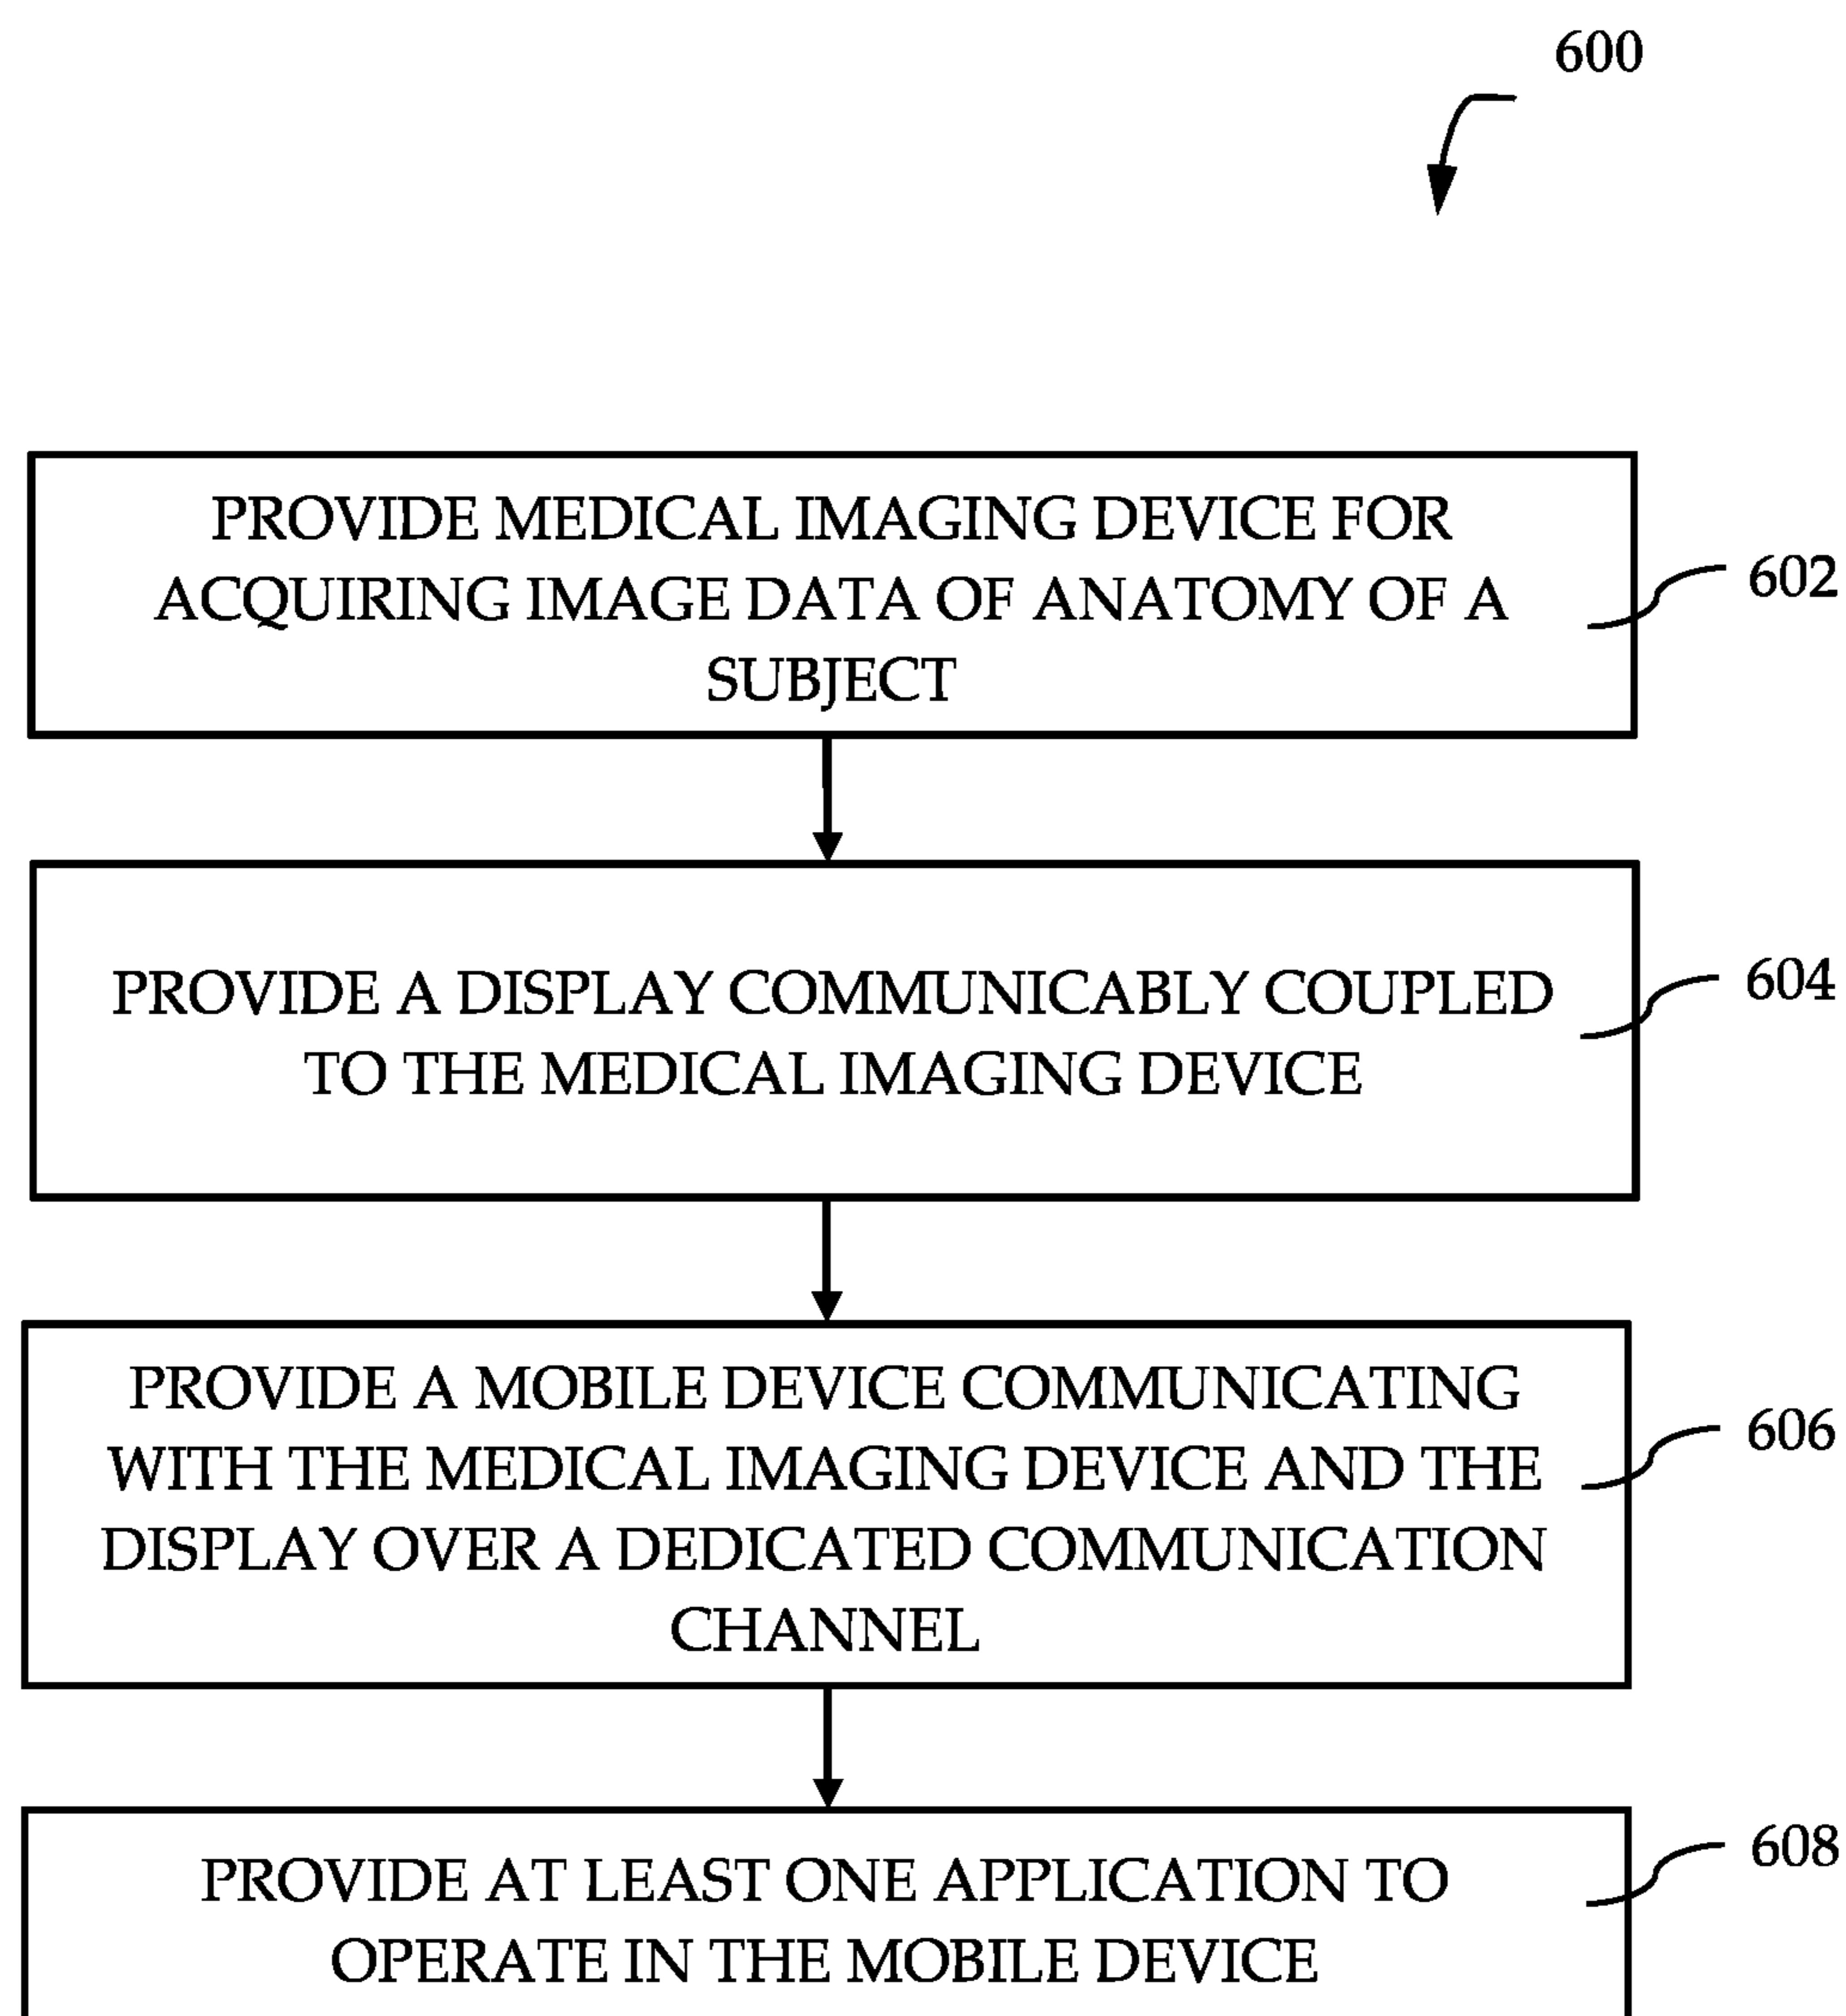 600
PROVIDE MEDICAL IMAGING DEVICE FOR
ACQUIRING IMAGE DATA OF ANATOMY OF A
SUBJECT
602
PROVIDE A DISPLAY COMMUNICABLY COUPLED
TO THE MEDICAL IMAGING DEVICE
604
PROVIDE A MOBILE DEVICE COMMUNICATING
WITH THE MEDICAL IMAGING DEVICE AND THE
DISPLAY OVER A DEDICATED COMMUNICATION
CHANNEL
606
PROVIDE AT LEAST ONE APPLICATION TO
OPERATE IN THE MOBILE DEVICE
608